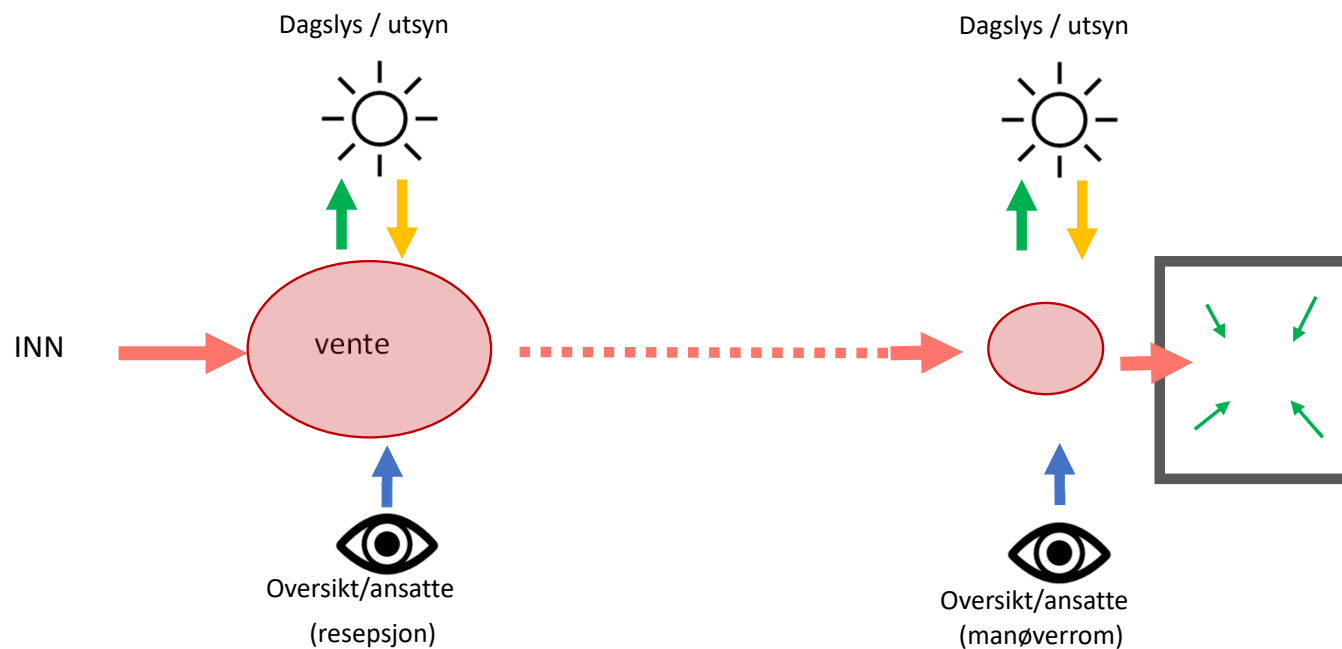 Dagslys / utsyn
Dagslys / utsyn
INN
vente
Oversikt/ansatte
(resepsjon)
Oversikt/ansatte
(manøverrom)